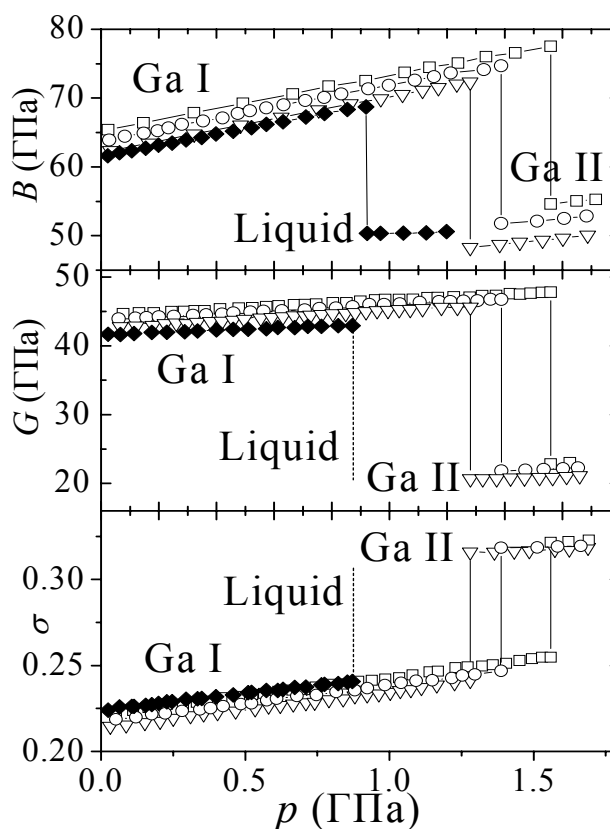 80
70
60
50
B (ГПа)
Ga I
Ga II
Liquid
50
40
30
20
G (ГПа)
Ga I
Liquid
Ga II
0.30
0.25
0.20
σ
Ga II
Liquid
Ga I
0.0 0.5 1.0 1.5
p (ГПа)